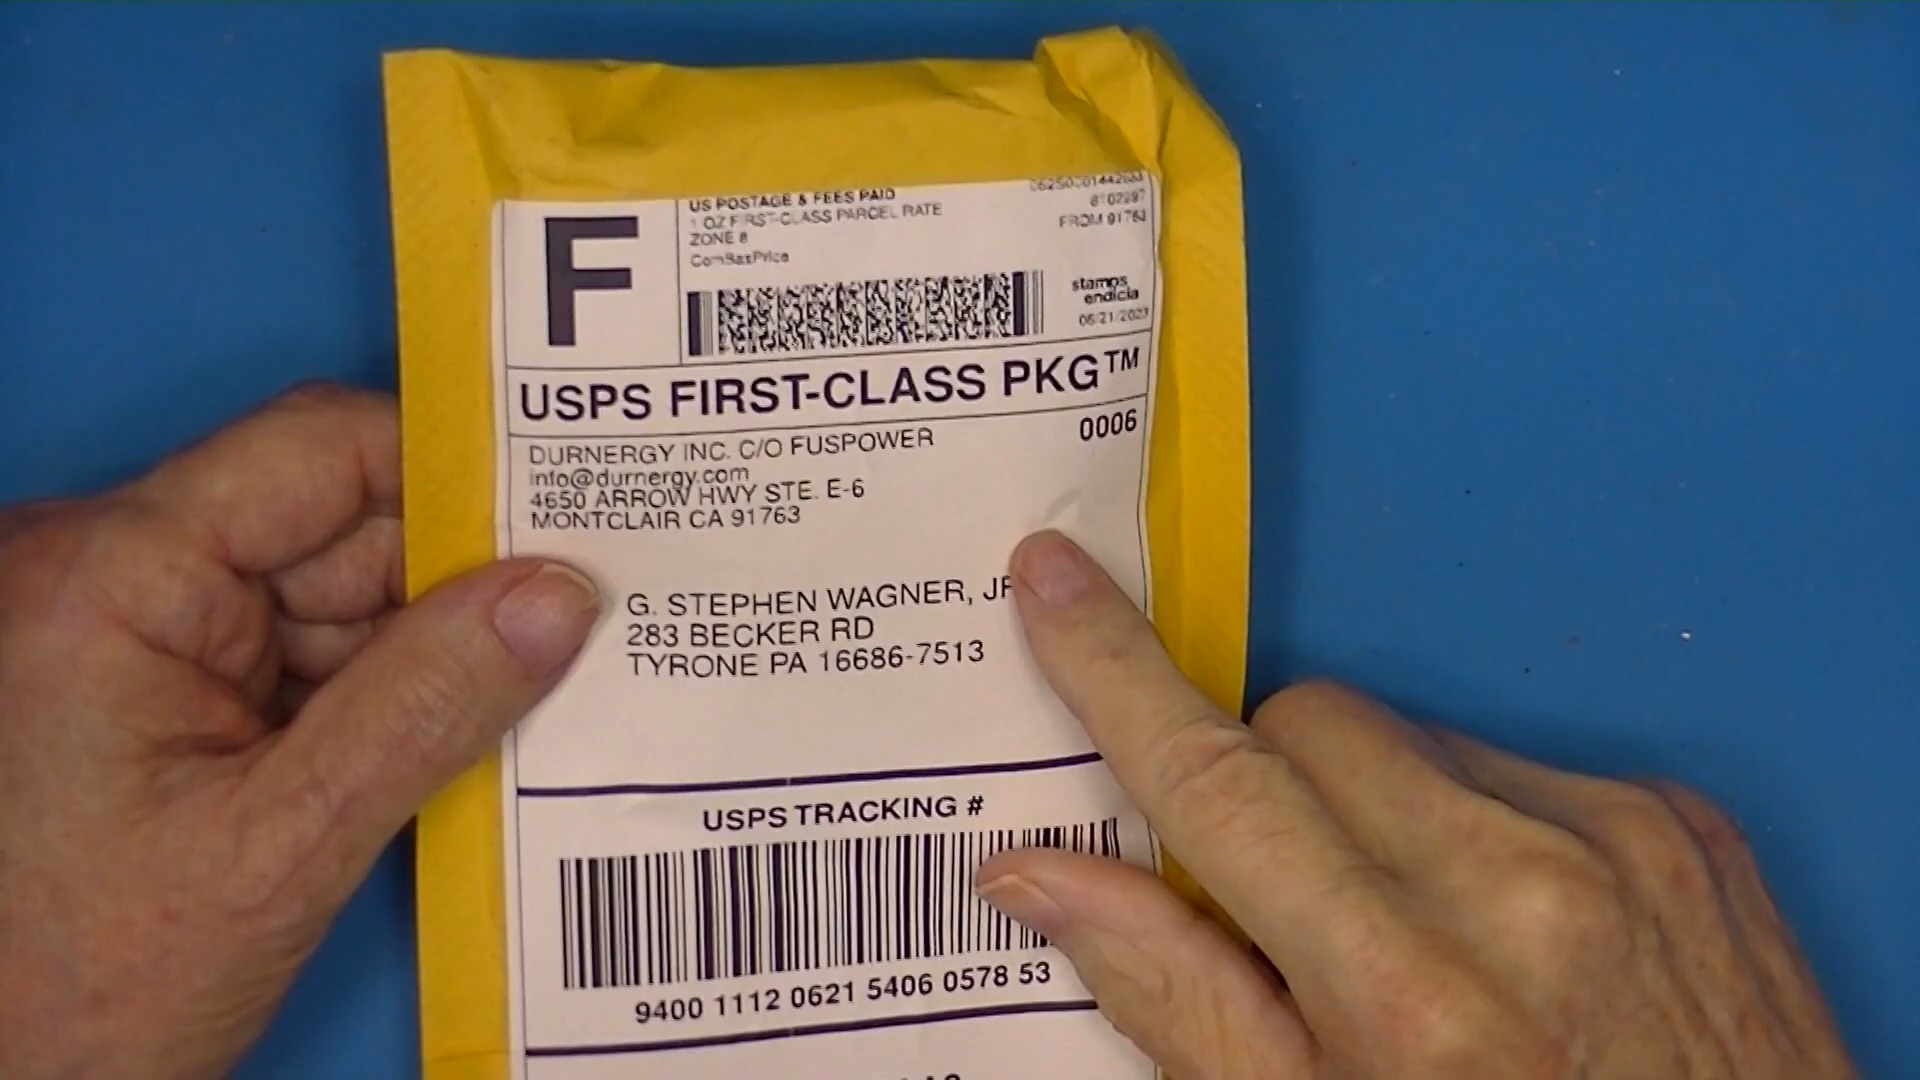 F
US POSTAGE & FEES PAID
1 OZ FIRST-CLASS PARCEL RATE
ZONE 8
ComBasPrice
062S0001442033
8102297
FROM 91763
stamps
endicia
06/21/2023
USPS FIRST-CLASS PKG™
DURNERGY INC. C/O FUSPOWER
info@durnergy.com
4650 ARROW HWY STE. E-6
MONTCLAIR CA 91763
0006
G. STEPHEN WAGNER, JR
283 BECKER RD
TYRONE PA 16686-7513
USPS TRACKING #
9400 1112 0621 5406 0578 53